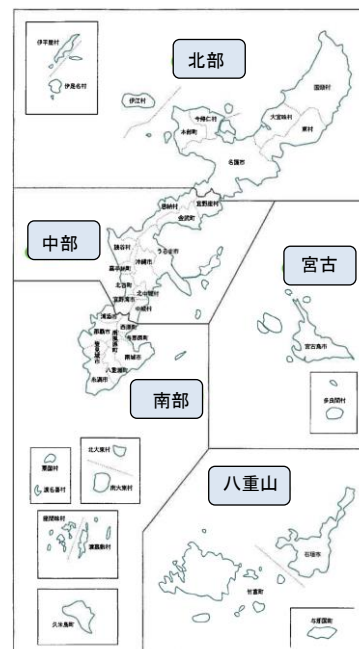 伊平屋村
伊是名村
北部
伊江村
今帰仁村
本部町
国頭村
大宜味村
東村
名護市
恩納村
宜野座村
金武町
中部
読谷村
うるま市
沖縄市
嘉手納町
北谷町
北中城村
宜野湾市
中城村
宮古
宮古島市
多良間村
浦添市
西原町
那覇市
与那原町
南風原町
豊見城市
南城市
八重瀬町
糸満市
南部
粟国村
渡名喜村
北大東村
南大東村
座間味村
渡嘉敷村
久米島町
八重山
石垣市
竹富町
与那国町